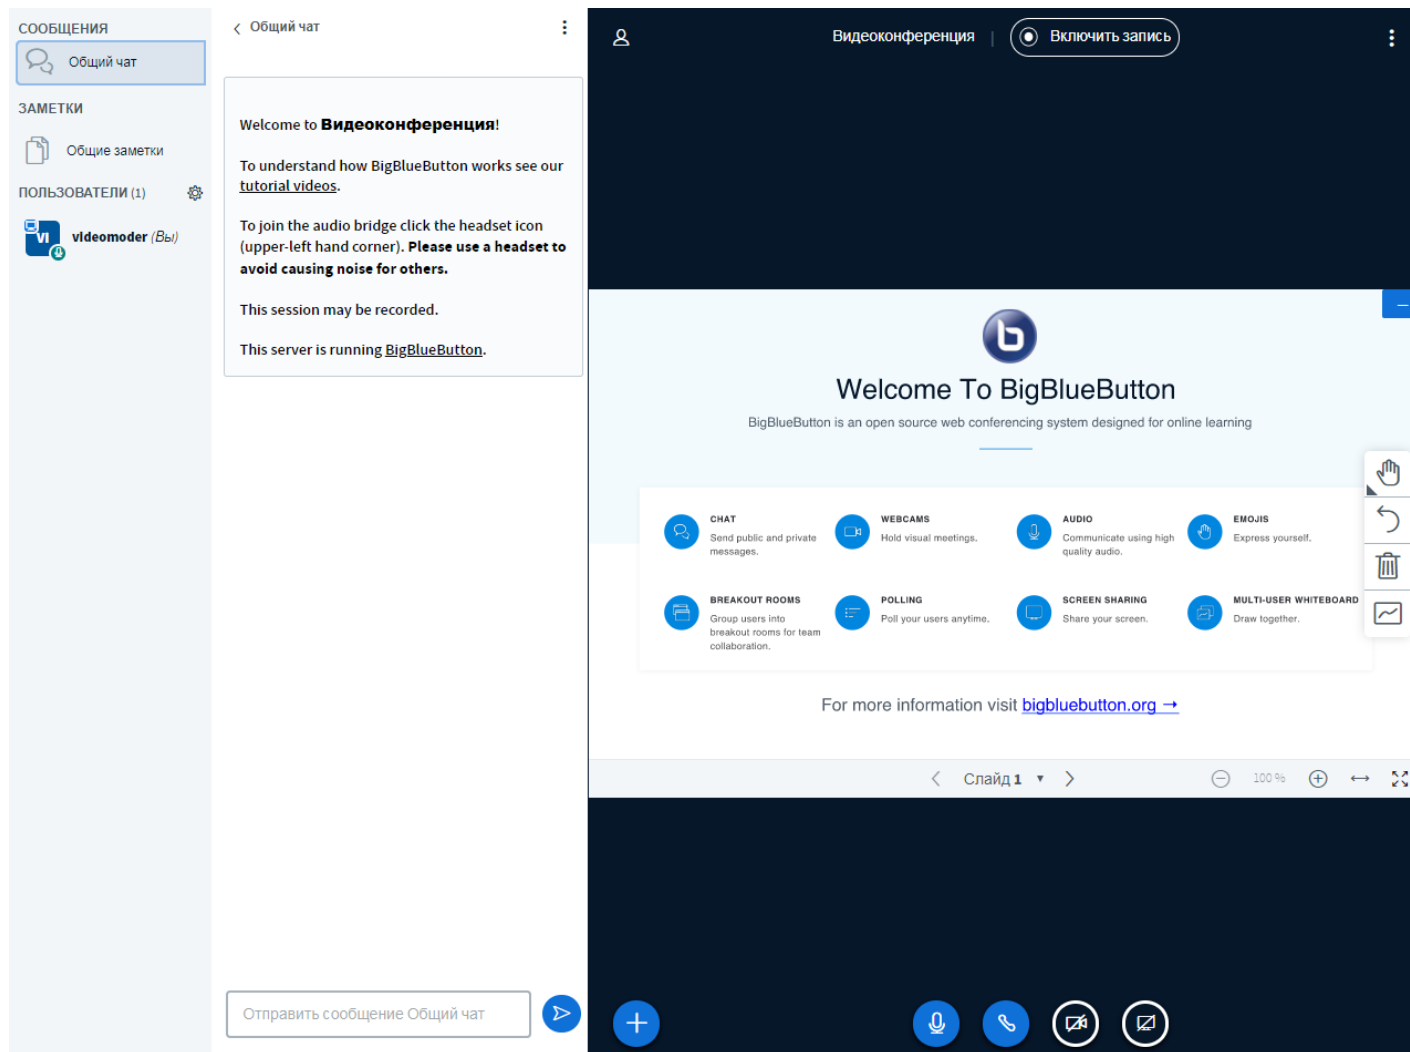 СООБЩЕНИЯ
Общий чат
ЗАМЕТКИ
Общие заметки
ПОЛЬЗОВАТЕЛИ (1)
VI
videomoder (Вы)
Общий чат
Welcome to Видеоконференция!
To understand how BigBlueButton works see our
tutorial videos.
To join the audio bridge click the headset icon
(upper-left hand corner). Please use a headset to
avoid causing noise for others.
This session may be recorded.
This server is running BigBlueButton.
Отправить сообщение Общий чат
Видеоконференция | Включить запись
b
Welcome To BigBlueButton
BigBlueButton is an open source web conferencing system designed for online learning
CHAT
Send public and private
messages.
WEBCAMS
Hold visual meetings.
AUDIO
Communicate using high
quality audio.
EMOJIS
Express yourself.
BREAKOUT ROOMS
Group users into
breakout rooms for team
collaboration.
POLLING
Poll your users anytime.
SCREEN SHARING
Share your screen.
MULTI-USER WHITEBOARD
Draw together.
For more information visit bigbluebutton.org →
Слайд 1
100%